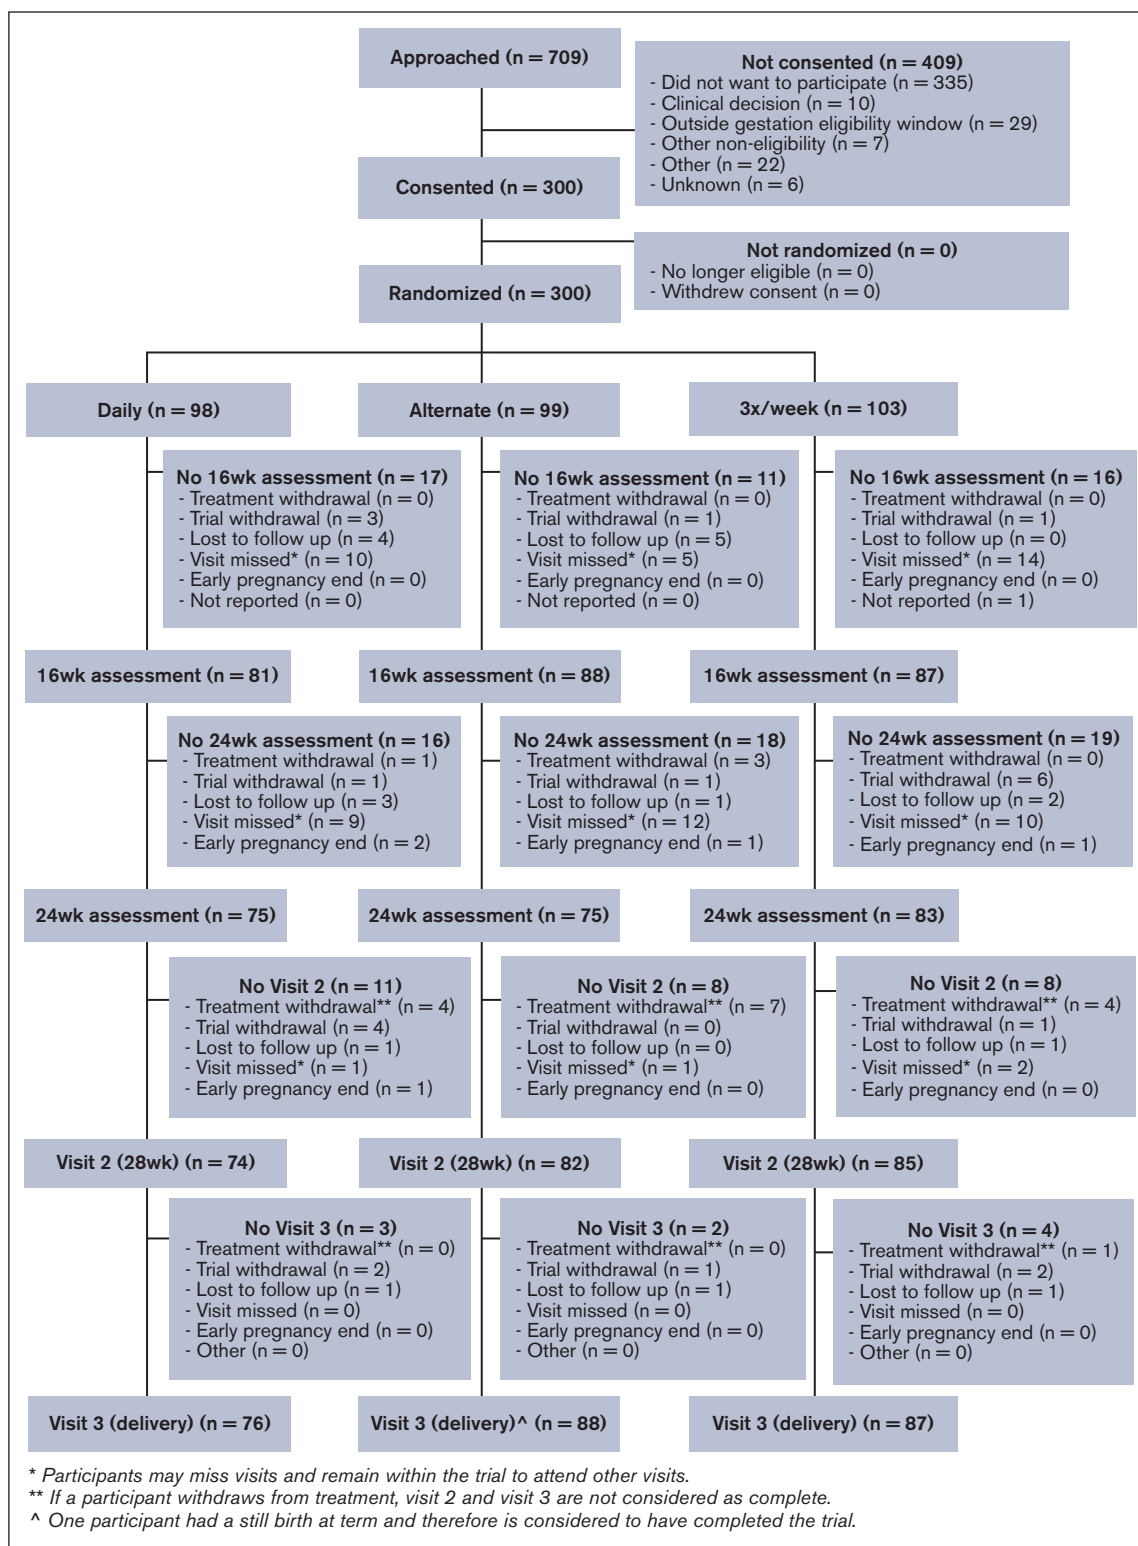 Approached (n = 709)
Not consented (n = 409)
- Did not want to participate (n = 335)
- Clinical decision (n = 10)
- Outside gestation eligibility window (n = 29)
- Other non-eligibility (n = 7)
- Other (n = 22)
- Unknown (n = 6)
Consented (n = 300)
Not randomized (n = 0)
- No longer eligible (n = 0)
- Withdrew consent (n = 0)
Randomized (n = 300)
Daily (n = 98)
Alternate (n = 99)
3x/week (n = 103)
No 16wk assessment (n = 17)
- Treatment withdrawal (n = 0)
- Trial withdrawal (n = 3)
- Lost to follow up (n = 4)
- Visit missed* (n = 10)
- Early pregnancy end (n = 0)
- Not reported (n = 0)
No 16wk assessment (n = 11)
- Treatment withdrawal (n = 0)
- Trial withdrawal (n = 1)
- Lost to follow up (n = 5)
- Visit missed* (n = 5)
- Early pregnancy end (n = 0)
- Not reported (n = 0)
No 16wk assessment (n = 16)
- Treatment withdrawal (n = 0)
- Trial withdrawal (n = 1)
- Lost to follow up (n = 0)
- Visit missed* (n = 14)
- Early pregnancy end (n = 0)
- Not reported (n = 1)
16wk assessment (n = 81)
16wk assessment (n = 88)
16wk assessment (n = 87)
No 24wk assessment (n = 16)
- Treatment withdrawal (n = 1)
- Trial withdrawal (n = 1)
- Lost to follow up (n = 3)
- Visit missed* (n = 9)
- Early pregnancy end (n = 2)
No 24wk assessment (n = 18)
- Treatment withdrawal (n = 3)
- Trial withdrawal (n = 1)
- Lost to follow up (n = 1)
- Visit missed* (n = 12)
- Early pregnancy end (n = 1)
No 24wk assessment (n = 19)
- Treatment withdrawal (n = 0)
- Trial withdrawal (n = 6)
- Lost to follow up (n = 2)
- Visit missed* (n = 10)
- Early pregnancy end (n = 1)
24wk assessment (n = 75)
24wk assessment (n = 75)
24wk assessment (n = 83)
No Visit 2 (n = 11)
- Treatment withdrawal** (n = 4)
- Trial withdrawal (n = 4)
- Lost to follow up (n = 1)
- Visit missed* (n = 1)
- Early pregnancy end (n = 1)
No Visit 2 (n = 8)
- Treatment withdrawal** (n = 7)
- Trial withdrawal (n = 0)
- Lost to follow up (n = 0)
- Visit missed* (n = 1)
- Early pregnancy end (n = 0)
No Visit 2 (n = 8)
- Treatment withdrawal** (n = 4)
- Trial withdrawal (n = 1)
- Lost to follow up (n = 1)
- Visit missed* (n = 2)
- Early pregnancy end (n = 0)
Visit 2 (28wk) (n = 74)
Visit 2 (28wk) (n = 82)
Visit 2 (28wk) (n = 85)
No Visit 3 (n = 3)
- Treatment withdrawal** (n = 0)
- Trial withdrawal (n = 2)
- Lost to follow up (n = 1)
- Visit missed (n = 0)
- Early pregnancy end (n = 0)
- Other (n = 0)
No Visit 3 (n = 2)
- Treatment withdrawal** (n = 0)
- Trial withdrawal (n = 1)
- Lost to follow up (n = 1)
- Visit missed (n = 0)
- Early pregnancy end (n = 0)
- Other (n = 0)
No Visit 3 (n = 4)
- Treatment withdrawal** (n = 1)
- Trial withdrawal (n = 2)
- Lost to follow up (n = 1)
- Visit missed (n = 0)
- Early pregnancy end (n = 0)
- Other (n = 0)
Visit 3 (delivery) (n = 76)
Visit 3 (delivery)^ (n = 88)
Visit 3 (delivery) (n = 87)
* Participants may miss visits and remain within the trial to attend other visits.
** If a participant withdraws from treatment, visit 2 and visit 3 are not considered as complete.
^ One participant had a still birth at term and therefore is considered to have completed the trial.